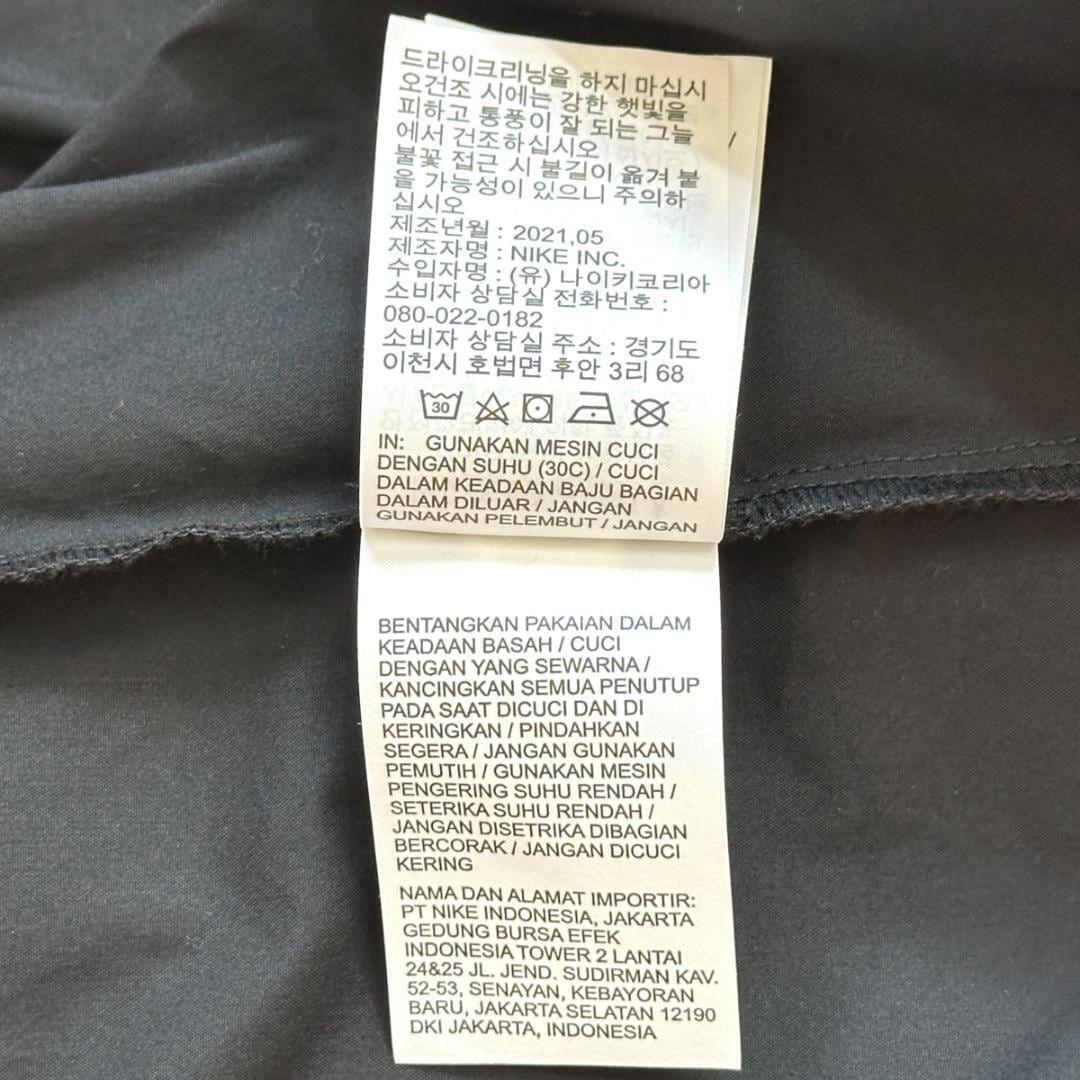 드라이크리닝을 하지 마십시
오건조 시에는 강한 햇빛을
피하고 통풍이 잘 되는 그늘
에서 건조하십시오
불꽃 접근 시 불길이 옮겨 붙
을 가능성이 있으니 주의하
십시오
제조년월 : 2021,05
제조자명 : NIKE INC.
수입자명 : (유) 나이키코리아
소비자 상담실 전화번호 :
080-022-0182
소비자 상담실 주소 : 경기도
이천시 호법면 후안 3리 68
30
IN: GUNAKAN MESIN CUCI
DENGAN SUHU (30C) / CUCI
DALAM KEADAAN BAJU BAGIAN
DALAM DILUAR / JANGAN
GUNAKAN PELEMBUT / JANGAN
BENTANGKAN PAKAIAN DALAM
KEADAAN BASAH / CUCI
DENGAN YANG SEWARNA /
KANCINGKAN SEMUA PENUTUP
PADA SAAT DICUCI DAN DI
KERINGKAN / PINDAHKAN
SEGERA / JANGAN GUNAKAN
PEMUTIH / GUNAKAN MESIN
PENGERING SUHU RENDAH /
SETERIKA SUHU RENDAH /
JANGAN DISETRIKA DIBAGIAN
BERCORAK / JANGAN DICUCI
KERING
NAMA DAN ALAMAT IMPORTIR:
PT NIKE INDONESIA, JAKARTA
GEDUNG BURSA EFEK
INDONESIA TOWER 2 LANTAI
24&25 JL. JEND. SUDIRMAN KAV.
52-53, SENAYAN, KEBAYORAN
BARU, JAKARTA SELATAN 12190
DKI JAKARTA, INDONESIA